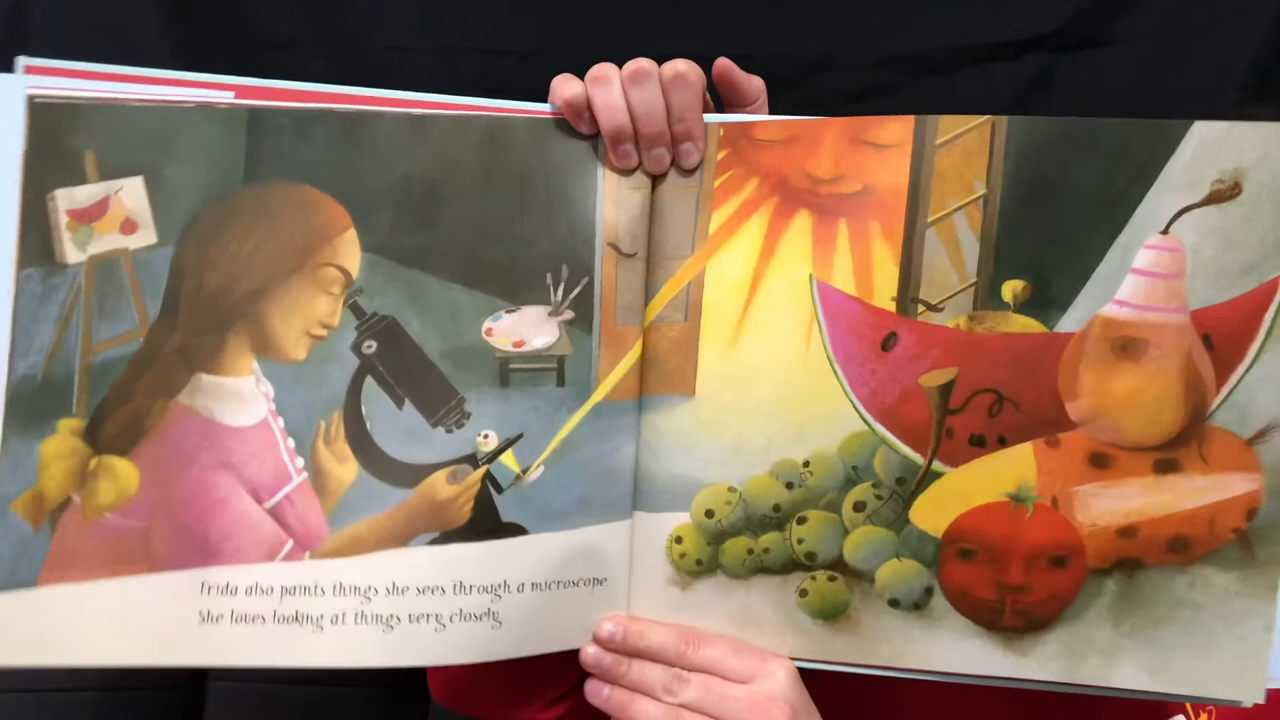 Frida also paints things she sees through a microscope.
She loves looking at things very closely.